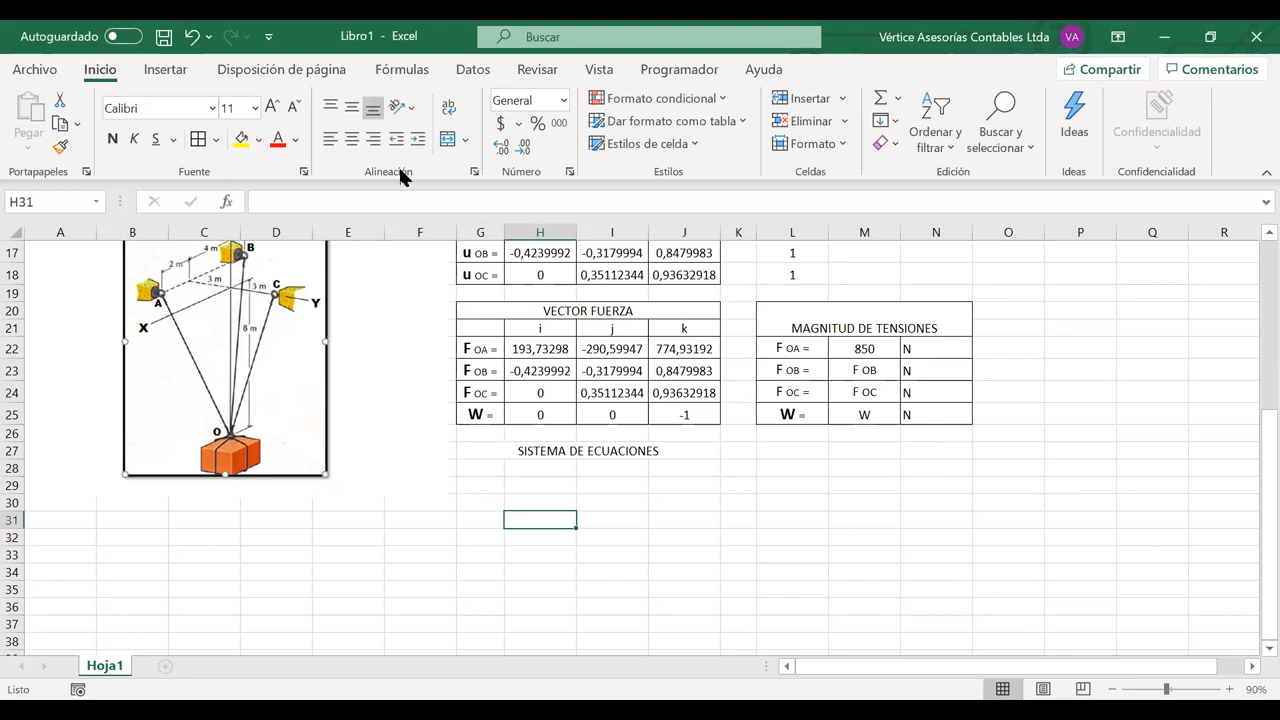 Autoguardado
Libro1 - Excel
Buscar
Vértice Asesorías Contables Ltda
VA
Archivo
Inicio
Insertar
Disposición de página
Fórmulas
Datos
Revisar
Vista
Programador
Ayuda
Compartir
Comentarios
Pegar
Calibri
11
N K S
General
$ % 000
Formato condicional
Dar formato como tabla
Estilos de celda
Insertar
Eliminar
Formato
Ordenar y filtrar
Buscar y seleccionar
Ideas
Confidencialidad
Portapapeles
Fuente
Alineación
Número
Estilos
Celdas
Edición
Ideas
Confidencialidad
H31
fx
A B C D E F G H I J K L M N O P Q R
17 u OB = -0,4239992 -0,3179994 0,8479983 1
18 u OC = 0 0,35112344 0,93632918 1
19
20 VECTOR FUERZA
21 i j k MAGNITUD DE TENSIONES
22 F OA = 193,73298 -290,59947 774,93192 F OA = 850 N
23 F OB = -0,4239992 -0,3179994 0,8479983 F OB = F OB N
24 F OC = 0 0,35112344 0,93632918 F OC = F OC N
25 W = 0 0 -1 W = W N
26
27 SISTEMA DE ECUACIONES
28
29
30
31
32
33
34
35
36
37
38
4 m
B
2 m
3 m
3 m
C
A
Y
X
8 m
O
Hoja1
Listo
90%